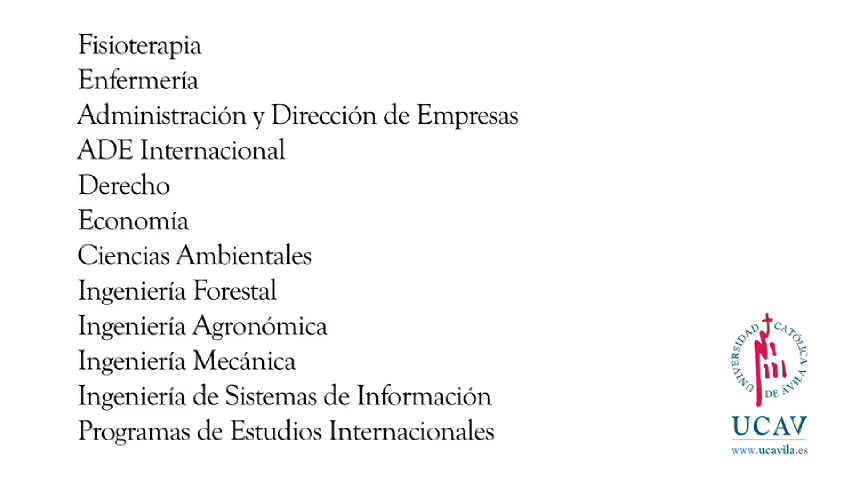 Fisioterapia
Enfermería
Administración y Dirección de Empresas
ADE Internacional
Derecho
Economía
Ciencias Ambientales
Ingeniería Forestal
Ingeniería Agronómica
Ingeniería Mecánica
Ingeniería de Sistemas de Información
Programas de Estudios Internacionales
UNIVERSIDAD CATÓLICA DE ÁVILA
UCAV
www.ucavila.es